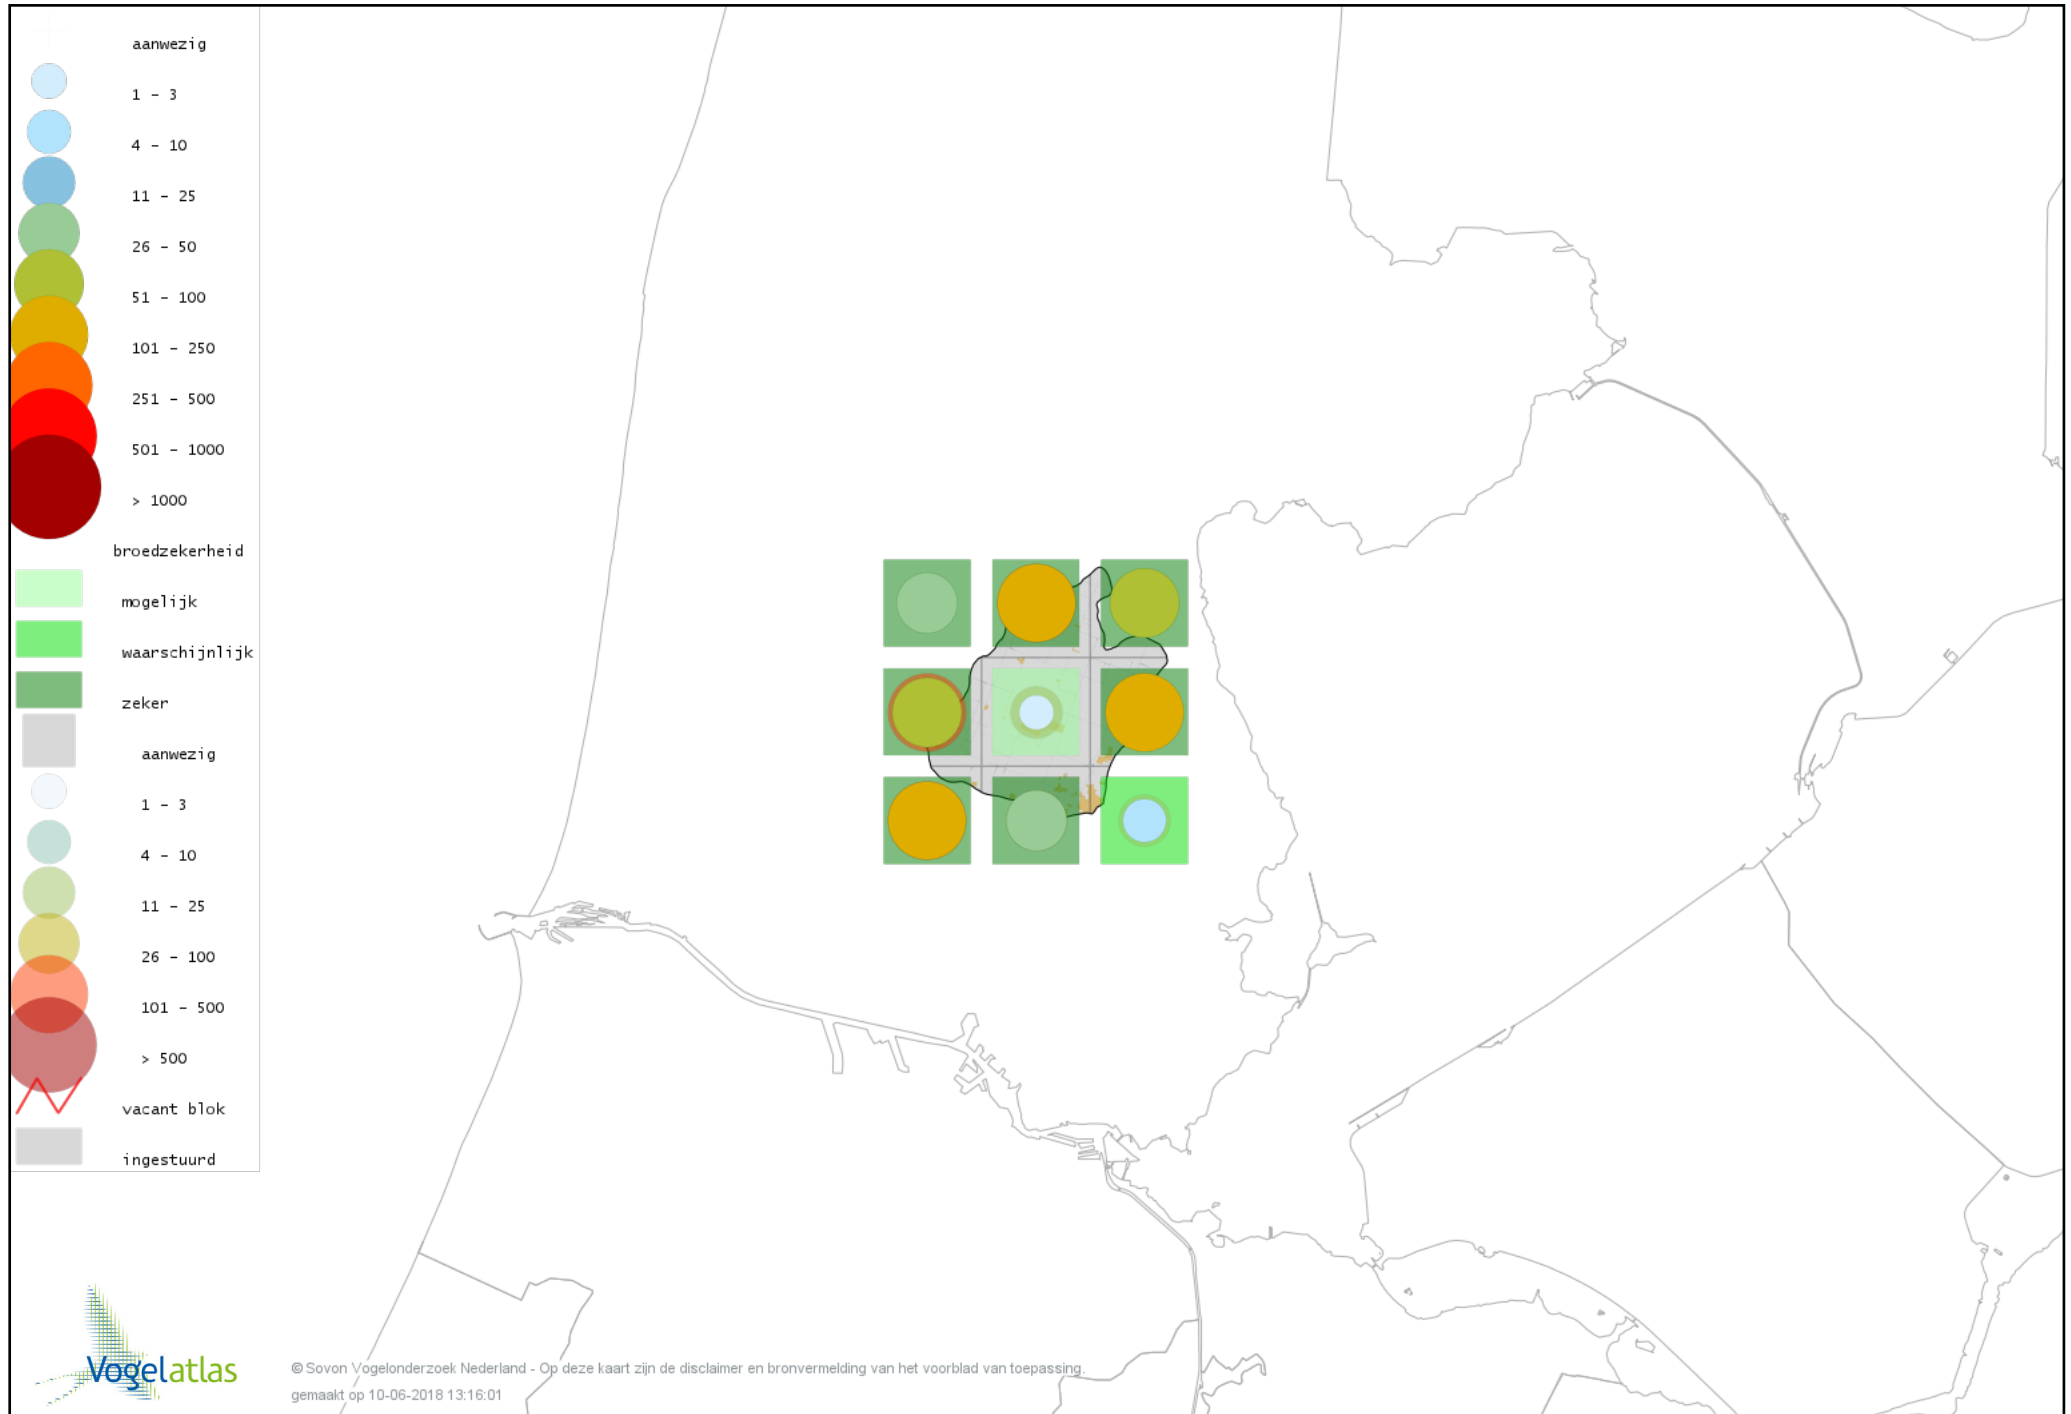 aanwezig
1 - 3
4 - 10
11 - 25
26 - 50
51 - 100
101 - 250
251 - 500
501 - 1000
> 1000
broedzekerheid
mogelijk
waarschijnlijk
zeker
aanwezig
1 - 3
4 - 10
11 - 25
26 - 100
101 - 500
> 500
vacant blok
ingestuurd
Vogelatlas
© Sovon Vogelonderzoek Nederland - Op deze kaart zijn de disclaimer en bronvermelding van het voorblad van toepassing.
gemaakt op 10-06-2018 13:16:01